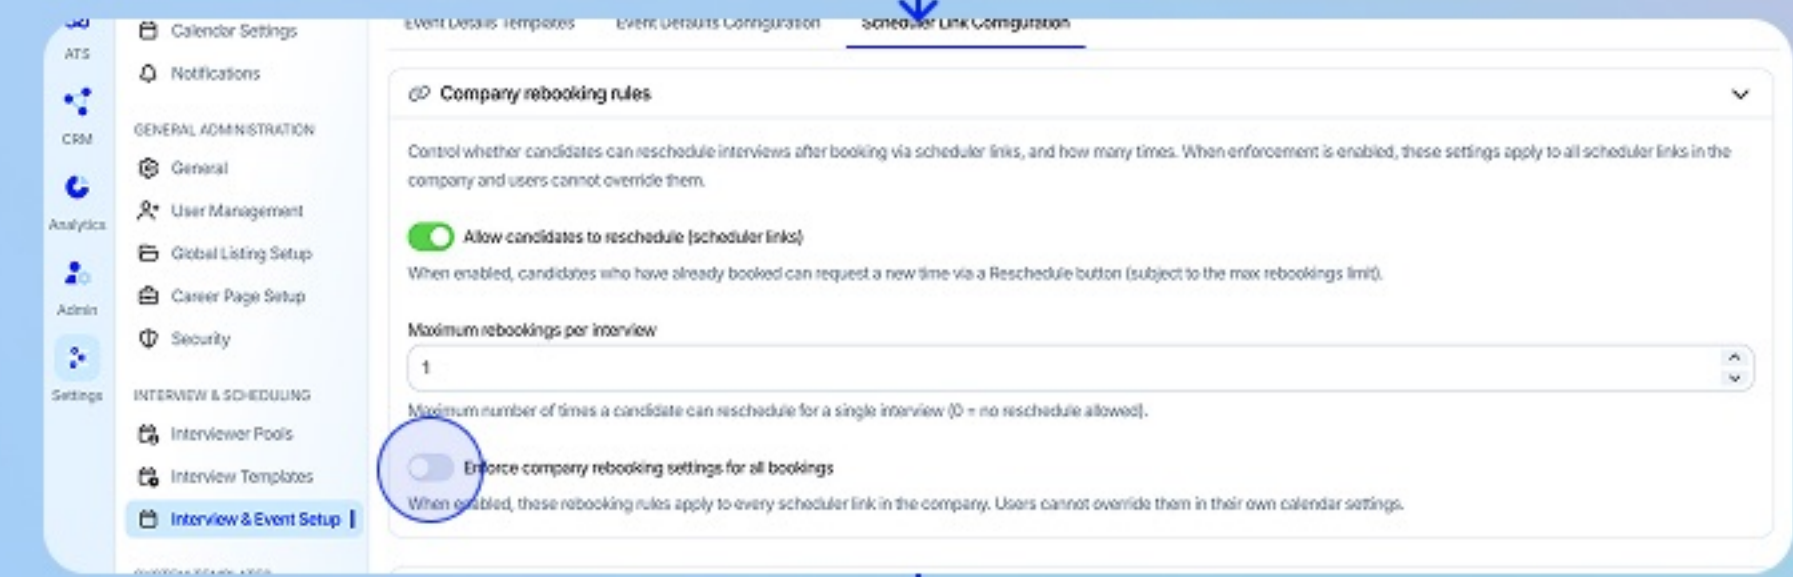 ATS
CRM
Analytics
Admin
Settings
Calendar Settings
Notifications
GENERAL ADMINISTRATION
General
User Management
Global Listing Setup
Career Page Setup
Security
INTERVIEW & SCHEDULING
Interviewer Pools
Interview Templates
Interview & Event Setup
SYSTEM TEMPLATES
Event Details Templates
Event Defaults Configuration
Scheduler Link Configuration
Company rebooking rules
Control whether candidates can reschedule interviews after booking via scheduler links, and how many times. When enforcement is enabled, these settings apply to all scheduler links in the
company and users cannot override them.
Allow candidates to reschedule (scheduler links)
When enabled, candidates who have already booked can request a new time via a Reschedule button (subject to the max rebookings limit).
Maximum rebookings per interview
1
Maximum number of times a candidate can reschedule for a single interview (0 = no reschedule allowed).
Enforce company rebooking settings for all bookings
When enabled, these rebooking rules apply to every scheduler link in the company. Users cannot override them in their own calendar settings.